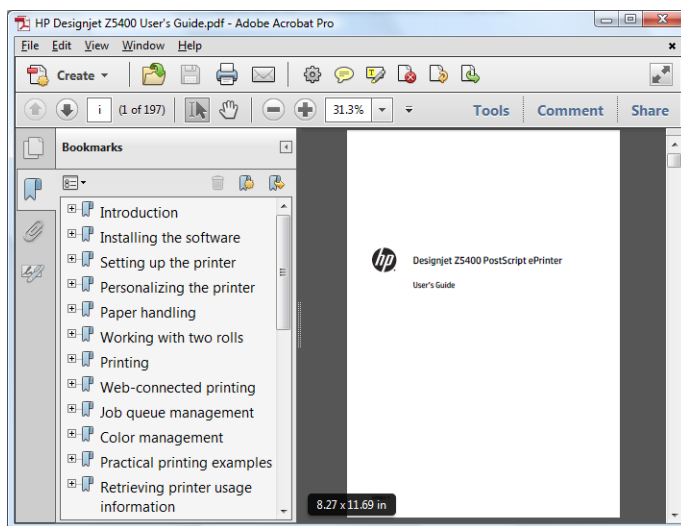 HP Designjet Z5400 User's Guide.pdf - Adobe Acrobat Pro
File Edit View Window Help
Create
i (1 of 197) 31.3% Tools Comment Share
Bookmarks
Introduction
Installing the software
Setting up the printer
Personalizing the printer
Paper handling
Working with two rolls
Printing
Web-connected printing
Job queue management
Color management
Practical printing examples
Retrieving printer usage
information
hp Designjet Z5400 PostScript ePrinter
User's Guide
8.27 x 11.69 in